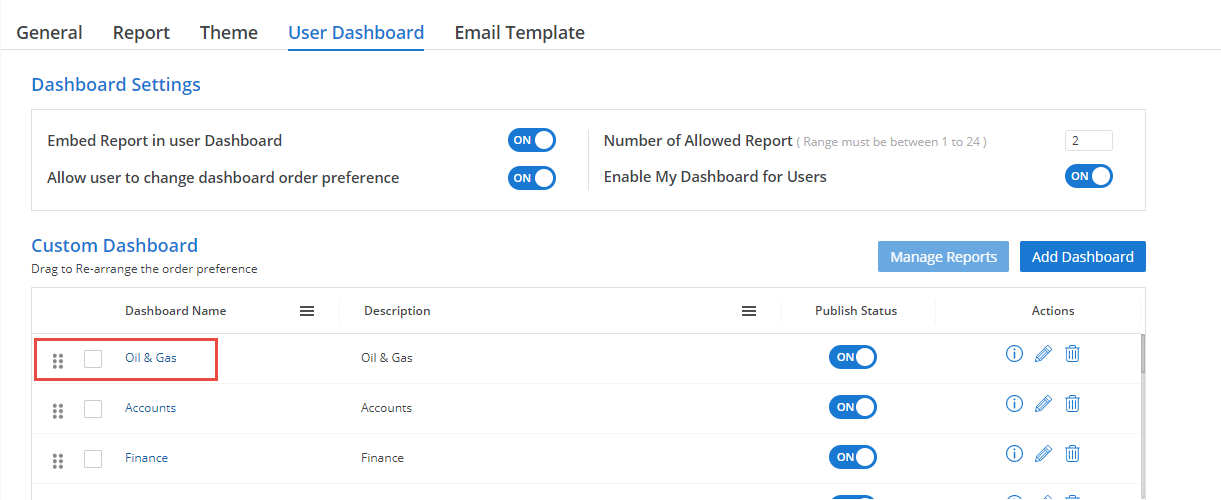 General Report Theme User Dashboard Email Template
Dashboard Settings
Embed Report in user Dashboard ON Number of Allowed Report ( Range must be between 1 to 24 ) 2
Allow user to change dashboard order preference ON Enable My Dashboard for Users ON
Custom Dashboard
Drag to Re-arrange the order preference Manage Reports Add Dashboard
Dashboard Name Description Publish Status Actions
Oil & Gas Oil & Gas ON
Accounts Accounts ON
Finance Finance ON